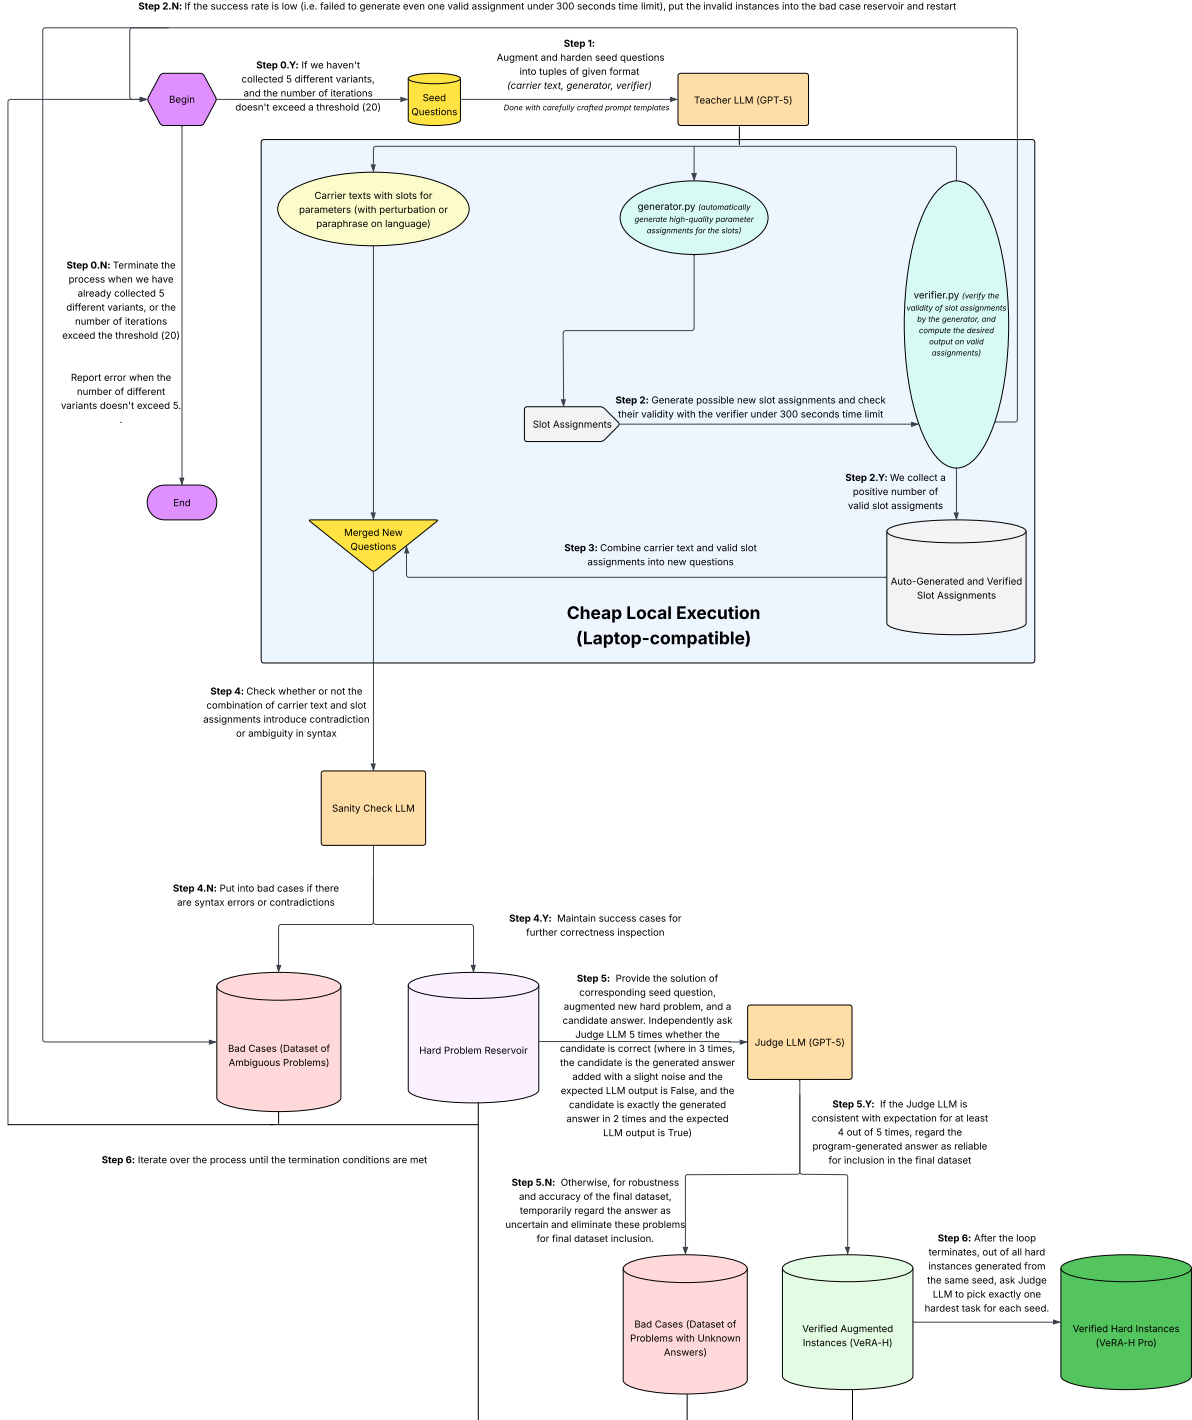 Step 2.N: If the success rate is low (i.e. failed to generate even one valid assignment under 300 seconds time limit), put the invalid instances into the bad case reservoir and restart
Begin
Step 0.Y: If we haven't
collected 5 different variants,
and the number of iterations
doesn't exceed a threshold (20)
Seed
Questions
Step 1:
Augment and harden seed questions
into tuples of given format
(carrier text, generator, verifier)
Done with carefully crafted prompt templates
Teacher LLM (GPT-5)
Carrier texts with slots for
parameters (with perturbation or
paraphrase on language)
generator.py (automatically
generate high-quality parameter
assignments for the slots)
verifier.py (verify the
validity of slot assignments
by the generator, and
compute the desired
output on valid
assignments)
Step 0.N: Terminate the
process when we have
already collected 5
different variants, or the
number of iterations
exceed the threshold (20)
Report error when the
number of different
variants doesn't exceed 5.
.
End
Slot Assignments
Step 2: Generate possible new slot assignments and check
their validity with the verifier under 300 seconds time limit
Step 2.Y: We collect a
positive number of
valid slot assigments
Merged New
Questions
Step 3: Combine carrier text and valid slot
assignments into new questions
Auto-Generated and Verified
Slot Assignments
Cheap Local Execution
(Laptop-compatible)
Step 4: Check whether or not the
combination of carrier text and slot
assignments introduce contradiction
or ambiguity in syntax
Sanity Check LLM
Step 4.N: Put into bad cases if there
are syntax errors or contradictions
Step 4.Y: Maintain success cases for
further correctness inspection
Bad Cases (Dataset of
Ambiguous Problems)
Hard Problem Reservoir
Step 5: Provide the solution of
corresponding seed question,
augmented new hard problem, and a
candidate answer. Independently ask
Judge LLM 5 times whether the
candidate is correct (where in 3 times,
the candidate is the generated answer
added with a slight noise and the
expected LLM output is False, and the
candidate is exactly the generated
answer in 2 times and the expected
LLM output is True)
Judge LLM (GPT-5)
Step 5.Y: If the Judge LLM is
consistent with expectation for at least
4 out of 5 times, regard the
program-generated answer as reliable
for inclusion in the final dataset
Step 6: Iterate over the process until the termination conditions are met
Step 5.N: Otherwise, for robustness
and accuracy of the final dataset,
temporarily regard the answer as
uncertain and eliminate these problems
for final dataset inclusion.
Step 6: After the loop
terminates, out of all hard
instances generated from
the same seed, ask Judge
LLM to pick exactly one
hardest task for each seed.
Bad Cases (Dataset of
Problems with Unknown
Answers)
Verified Augmented
Instances (VeRA-H)
Verified Hard Instances
(VeRA-H Pro)